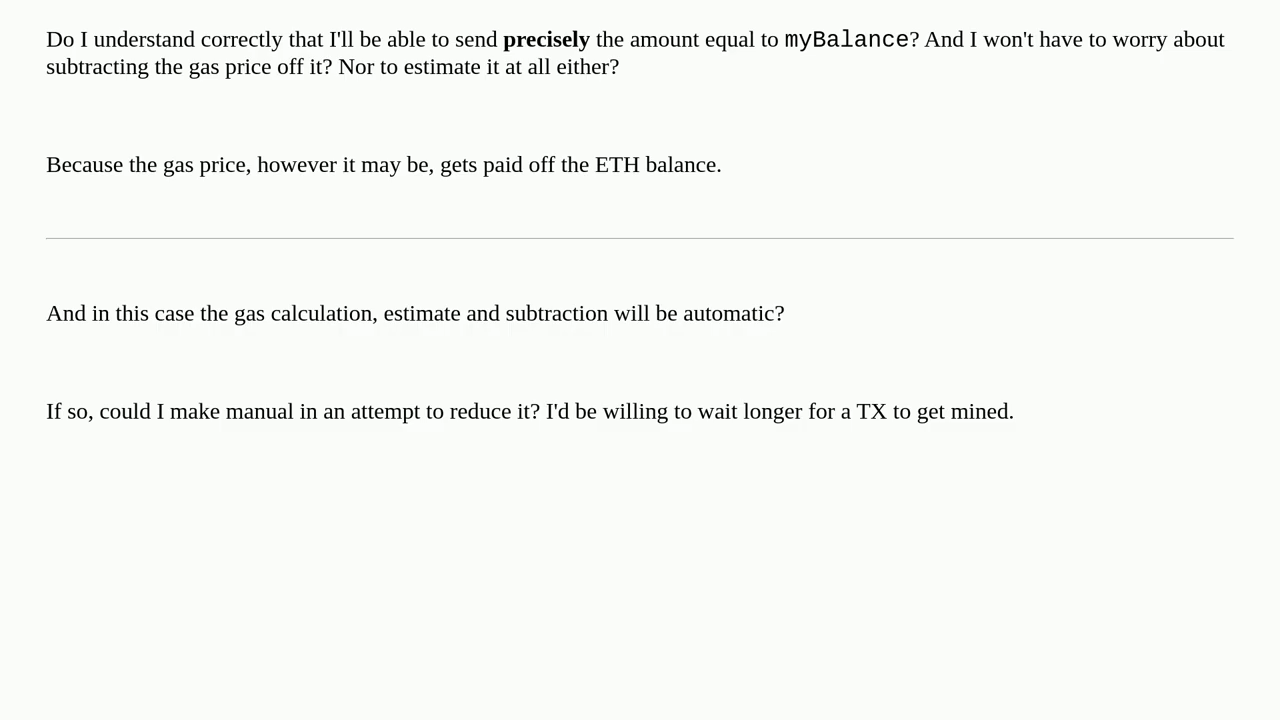 Do I understand correctly that I'll be able to send precisely the amount equal to myBalance? And I won't have to worry about
subtracting the gas price off it? Nor to estimate it at all either?
Because the gas price, however it may be, gets paid off the ETH balance.
And in this case the gas calculation, estimate and subtraction will be automatic?
If so, could I make manual in an attempt to reduce it? I'd be willing to wait longer for a TX to get mined.